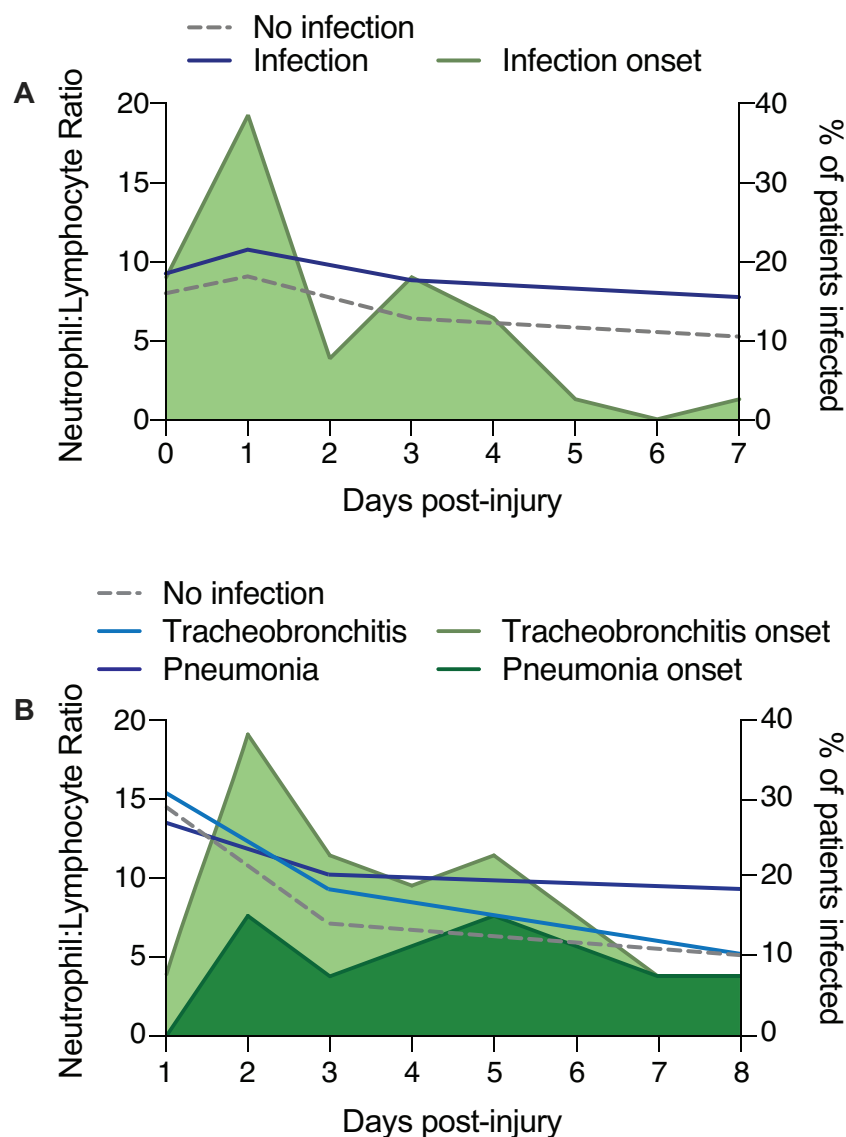 No infection
Infection
Infection onset
A
Neutrophil:Lymphocyte Ratio
20
15
10
5
0
40
30
20
10
0
% of patients infected
0 1 2 3 4 5 6 7
Days post-injury
No infection
Tracheobronchitis
Tracheobronchitis onset
Pneumonia
Pneumonia onset
B
Neutrophil:Lymphocyte Ratio
20
15
10
5
0
40
30
20
10
0
% of patients infected
1 2 3 4 5 6 7 8
Days post-injury